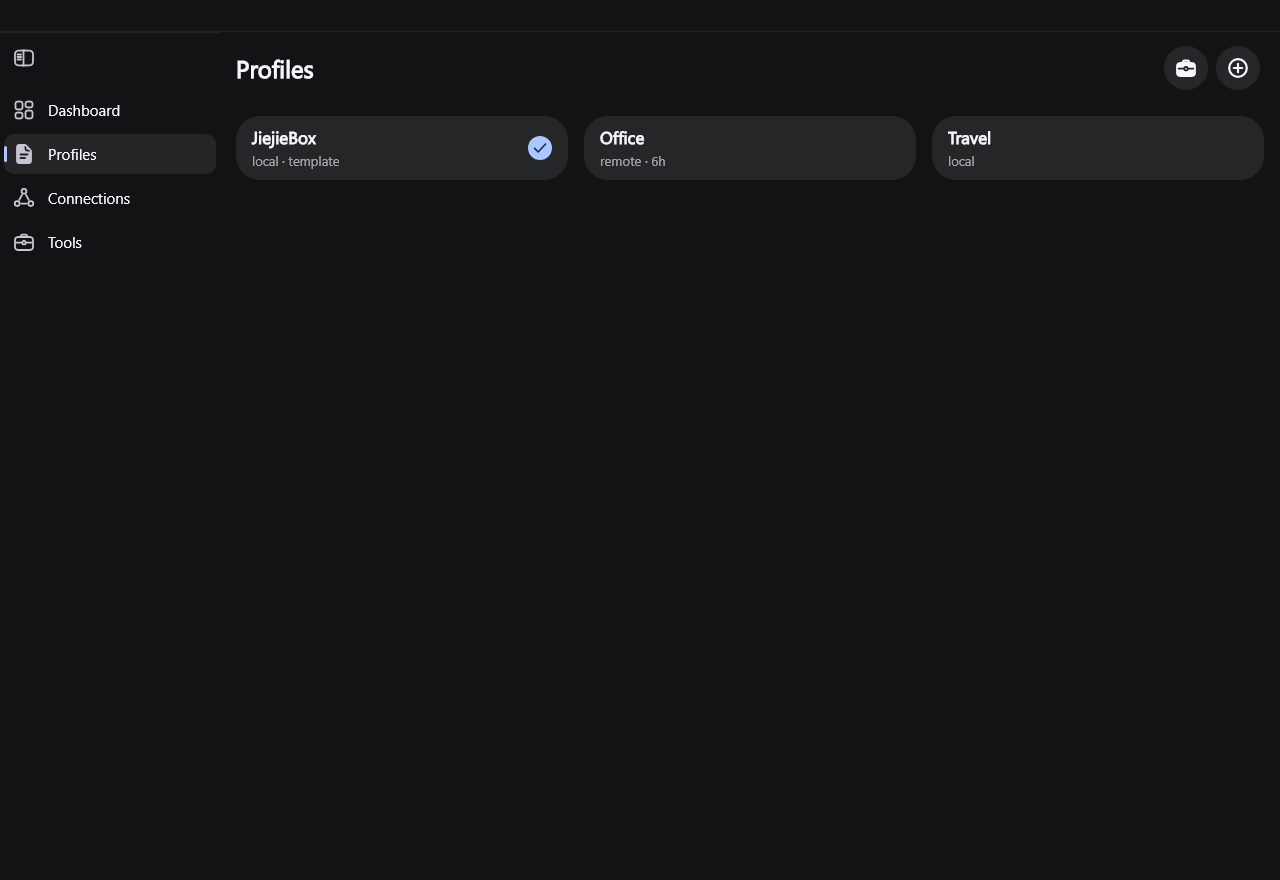 Profiles
Dashboard
Profiles
Connections
Tools
JiejieBox
local · template
Office
remote · 6h
Travel
local